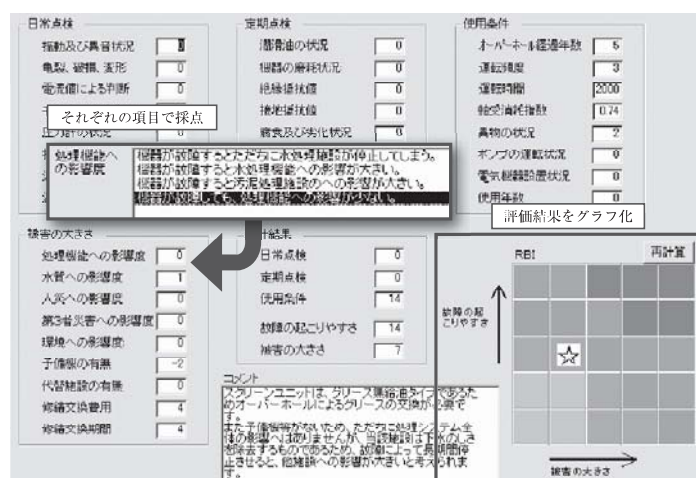 日常点検
振動及び異音状況 0
亀裂、破損、変形 0
電流値による判断 0
定期点検
潤滑油の状況 0
機器の磨耗状況 0
絶縁抵抗値 0
接地抵抗値 0
腐食及び劣化状況 0
使用条件
オーバーホール経過年数 5
運転頻度 3
運転時間 2000
軸受消耗指数 0.74
異物の状況 2
ポンプの運転状況 0
電気機器設置状況 0
使用年数 0
それぞれの項目で採点
処理機能へ
の影響度
機器が故障するとただちに水処理施設が停止してしまう。
機器が故障すると水処理機能への影響が大きい。
機器が故障すると汚泥処理施設のへの影響が大きい。
機器が故障しても、処理機能への影響が少ない。
評価結果をグラフ化
被害の大きさ
処理機能への影響度 0
水質への影響度 1
人災への影響度 0
第3者災害への影響度 0
環境への影響度 0
予備機の有無 -2
代替施設の有無 0
修繕交換費用 4
修繕交換期間 4
計結果
日常点検 0
定期点検 0
使用条件 14
故障の起こりやすさ 14
被害の大きさ 7
コメント
スクリーンユニットは、グリース無給油タイプであるた
めオーバーホールによるグリースの交換が必要で
す。
また予備機等がないため、ただちに処理システム全
体の影響へはありませんが、当該施設は下水のしさ
を除去するものであるため、故障によって長期間停
止させると、他施設への影響が大きいと考えられま
す。
RBI
再計算
故障の起
こりやすさ
被害の大きさ